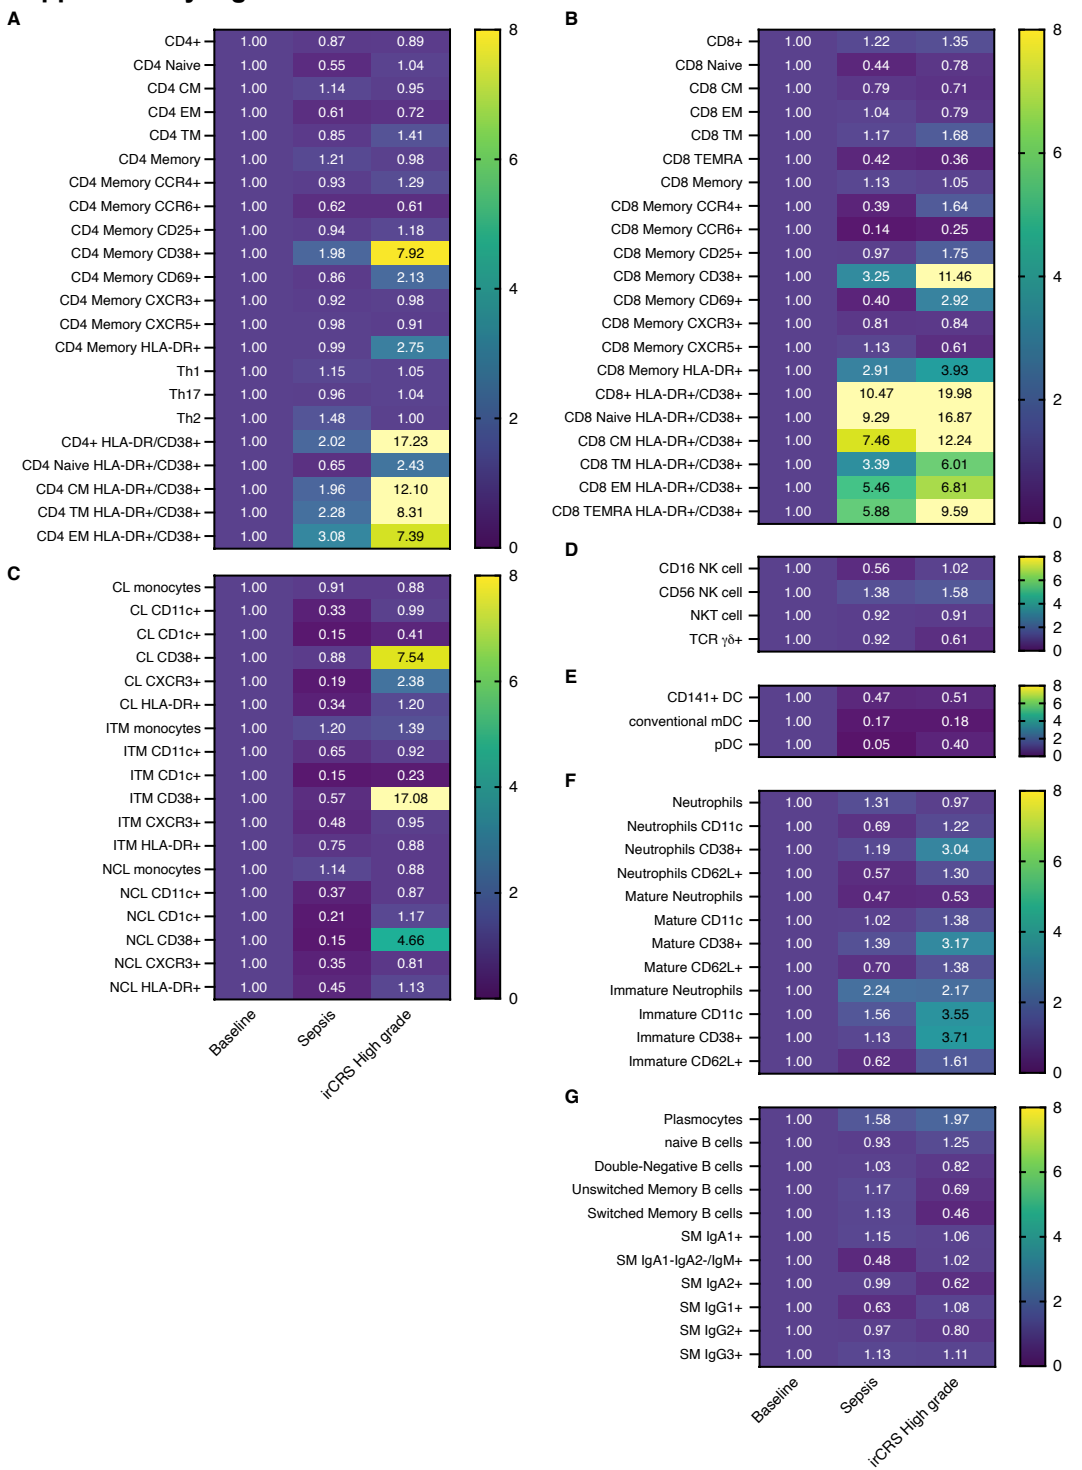 A
CD4+ 1.00 0.87 0.89
CD4 Naive 1.00 0.55 1.04
CD4 CM 1.00 1.14 0.95
CD4 EM 1.00 0.61 0.72
CD4 TM 1.00 0.85 1.41
CD4 Memory 1.00 1.21 0.98
CD4 Memory CCR4+ 1.00 0.93 1.29
CD4 Memory CCR6+ 1.00 0.62 0.61
CD4 Memory CD25+ 1.00 0.94 1.18
CD4 Memory CD38+ 1.00 1.98 7.92
CD4 Memory CD69+ 1.00 0.86 2.13
CD4 Memory CXCR3+ 1.00 0.92 0.98
CD4 Memory CXCR5+ 1.00 0.98 0.91
CD4 Memory HLA-DR+ 1.00 0.99 2.75
Th1 1.00 1.15 1.05
Th17 1.00 0.96 1.04
Th2 1.00 1.48 1.00
CD4+ HLA-DR/CD38+ 1.00 2.02 17.23
CD4 Naive HLA-DR+/CD38+ 1.00 0.65 2.43
CD4 CM HLA-DR+/CD38+ 1.00 1.96 12.10
CD4 TM HLA-DR+/CD38+ 1.00 2.28 8.31
CD4 EM HLA-DR+/CD38+ 1.00 3.08 7.39
8
6
4
2
0
B
CD8+ 1.00 1.22 1.35
CD8 Naive 1.00 0.44 0.78
CD8 CM 1.00 0.79 0.71
CD8 EM 1.00 1.04 0.79
CD8 TM 1.00 1.17 1.68
CD8 TEMRA 1.00 0.42 0.36
CD8 Memory 1.00 1.13 1.05
CD8 Memory CCR4+ 1.00 0.39 1.64
CD8 Memory CCR6+ 1.00 0.14 0.25
CD8 Memory CD25+ 1.00 0.97 1.75
CD8 Memory CD38+ 1.00 3.25 11.46
CD8 Memory CD69+ 1.00 0.40 2.92
CD8 Memory CXCR3+ 1.00 0.81 0.84
CD8 Memory CXCR5+ 1.00 1.13 0.61
CD8 Memory HLA-DR+ 1.00 2.91 3.93
CD8+ HLA-DR+/CD38+ 1.00 10.47 19.98
CD8 Naive HLA-DR+/CD38+ 1.00 9.29 16.87
CD8 CM HLA-DR+/CD38+ 1.00 7.46 12.24
CD8 TM HLA-DR+/CD38+ 1.00 3.39 6.01
CD8 EM HLA-DR+/CD38+ 1.00 5.46 6.81
CD8 TEMRA HLA-DR+/CD38+ 1.00 5.88 9.59
8
6
4
2
0
C
CL monocytes 1.00 0.91 0.88
CL CD11c+ 1.00 0.33 0.99
CL CD1c+ 1.00 0.15 0.41
CL CD38+ 1.00 0.88 7.54
CL CXCR3+ 1.00 0.19 2.38
CL HLA-DR+ 1.00 0.34 1.20
ITM monocytes 1.00 1.20 1.39
ITM CD11c+ 1.00 0.65 0.92
ITM CD1c+ 1.00 0.15 0.23
ITM CD38+ 1.00 0.57 17.08
ITM CXCR3+ 1.00 0.48 0.95
ITM HLA-DR+ 1.00 0.75 0.88
NCL monocytes 1.00 1.14 0.88
NCL CD11c+ 1.00 0.37 0.87
NCL CD1c+ 1.00 0.21 1.17
NCL CD38+ 1.00 0.15 4.66
NCL CXCR3+ 1.00 0.35 0.81
NCL HLA-DR+ 1.00 0.45 1.13
8
6
4
2
0
Baseline
Sepsis
irCRS High grade
D
CD16 NK cell 1.00 0.56 1.02
CD56 NK cell 1.00 1.38 1.58
NKT cell 1.00 0.92 0.91
TCR γδ+ 1.00 0.92 0.61
8
6
4
2
0
E
CD141+ DC 1.00 0.47 0.51
conventional mDC 1.00 0.17 0.18
pDC 1.00 0.05 0.40
8
6
4
2
0
F
Neutrophils 1.00 1.31 0.97
Neutrophils CD11c 1.00 0.69 1.22
Neutrophils CD38+ 1.00 1.19 3.04
Neutrophils CD62L+ 1.00 0.57 1.30
Mature Neutrophils 1.00 0.47 0.53
Mature CD11c 1.00 1.02 1.38
Mature CD38+ 1.00 1.39 3.17
Mature CD62L+ 1.00 0.70 1.38
Immature Neutrophils 1.00 2.24 2.17
Immature CD11c 1.00 1.56 3.55
Immature CD38+ 1.00 1.13 3.71
Immature CD62L+ 1.00 0.62 1.61
8
6
4
2
0
G
Plasmocytes 1.00 1.58 1.97
naive B cells 1.00 0.93 1.25
Double-Negative B cells 1.00 1.03 0.82
Unswitched Memory B cells 1.00 1.17 0.69
Switched Memory B cells 1.00 1.13 0.46
SM IgA1+ 1.00 1.15 1.06
SM IgA1-IgA2-/IgM+ 1.00 0.48 1.02
SM IgA2+ 1.00 0.99 0.62
SM IgG1+ 1.00 0.63 1.08
SM IgG2+ 1.00 0.97 0.80
SM IgG3+ 1.00 1.13 1.11
8
6
4
2
0
Baseline
Sepsis
irCRS High grade